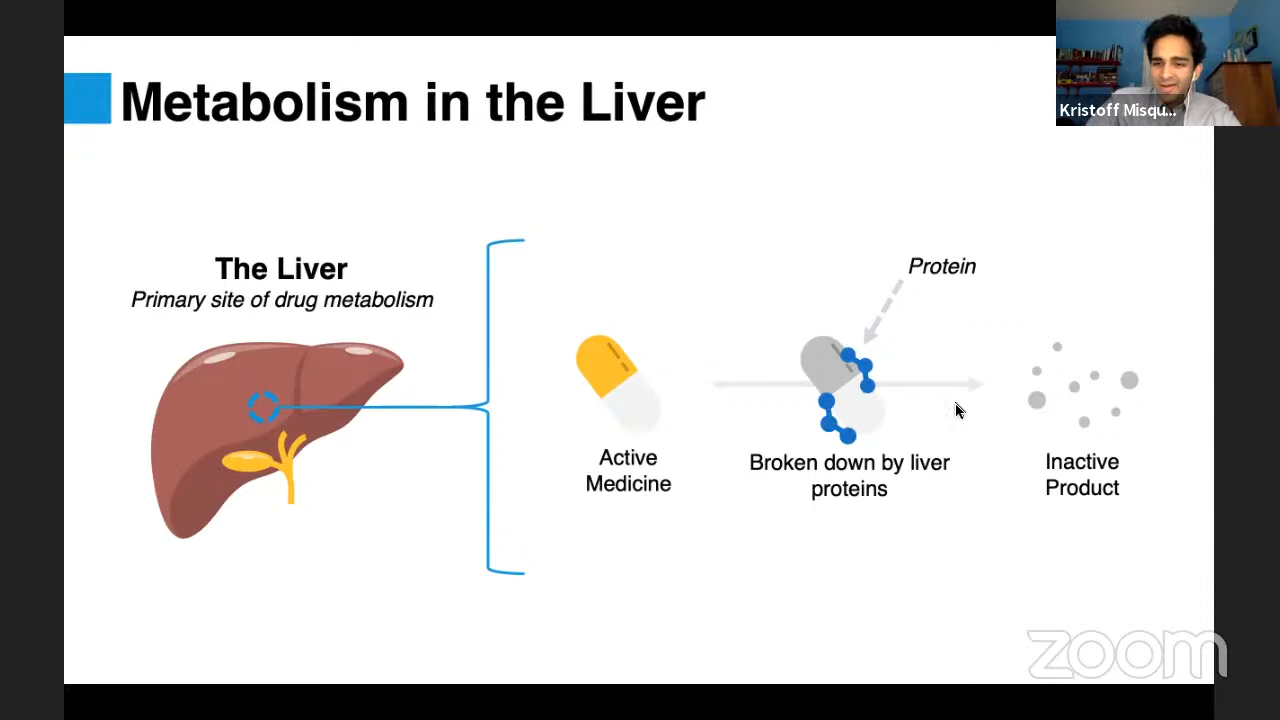 Metabolism in the Liver
Kristoff Misqu...
The Liver
Primary site of drug metabolism
Protein
Active
Medicine
Broken down by liver
proteins
Inactive
Product
zoom